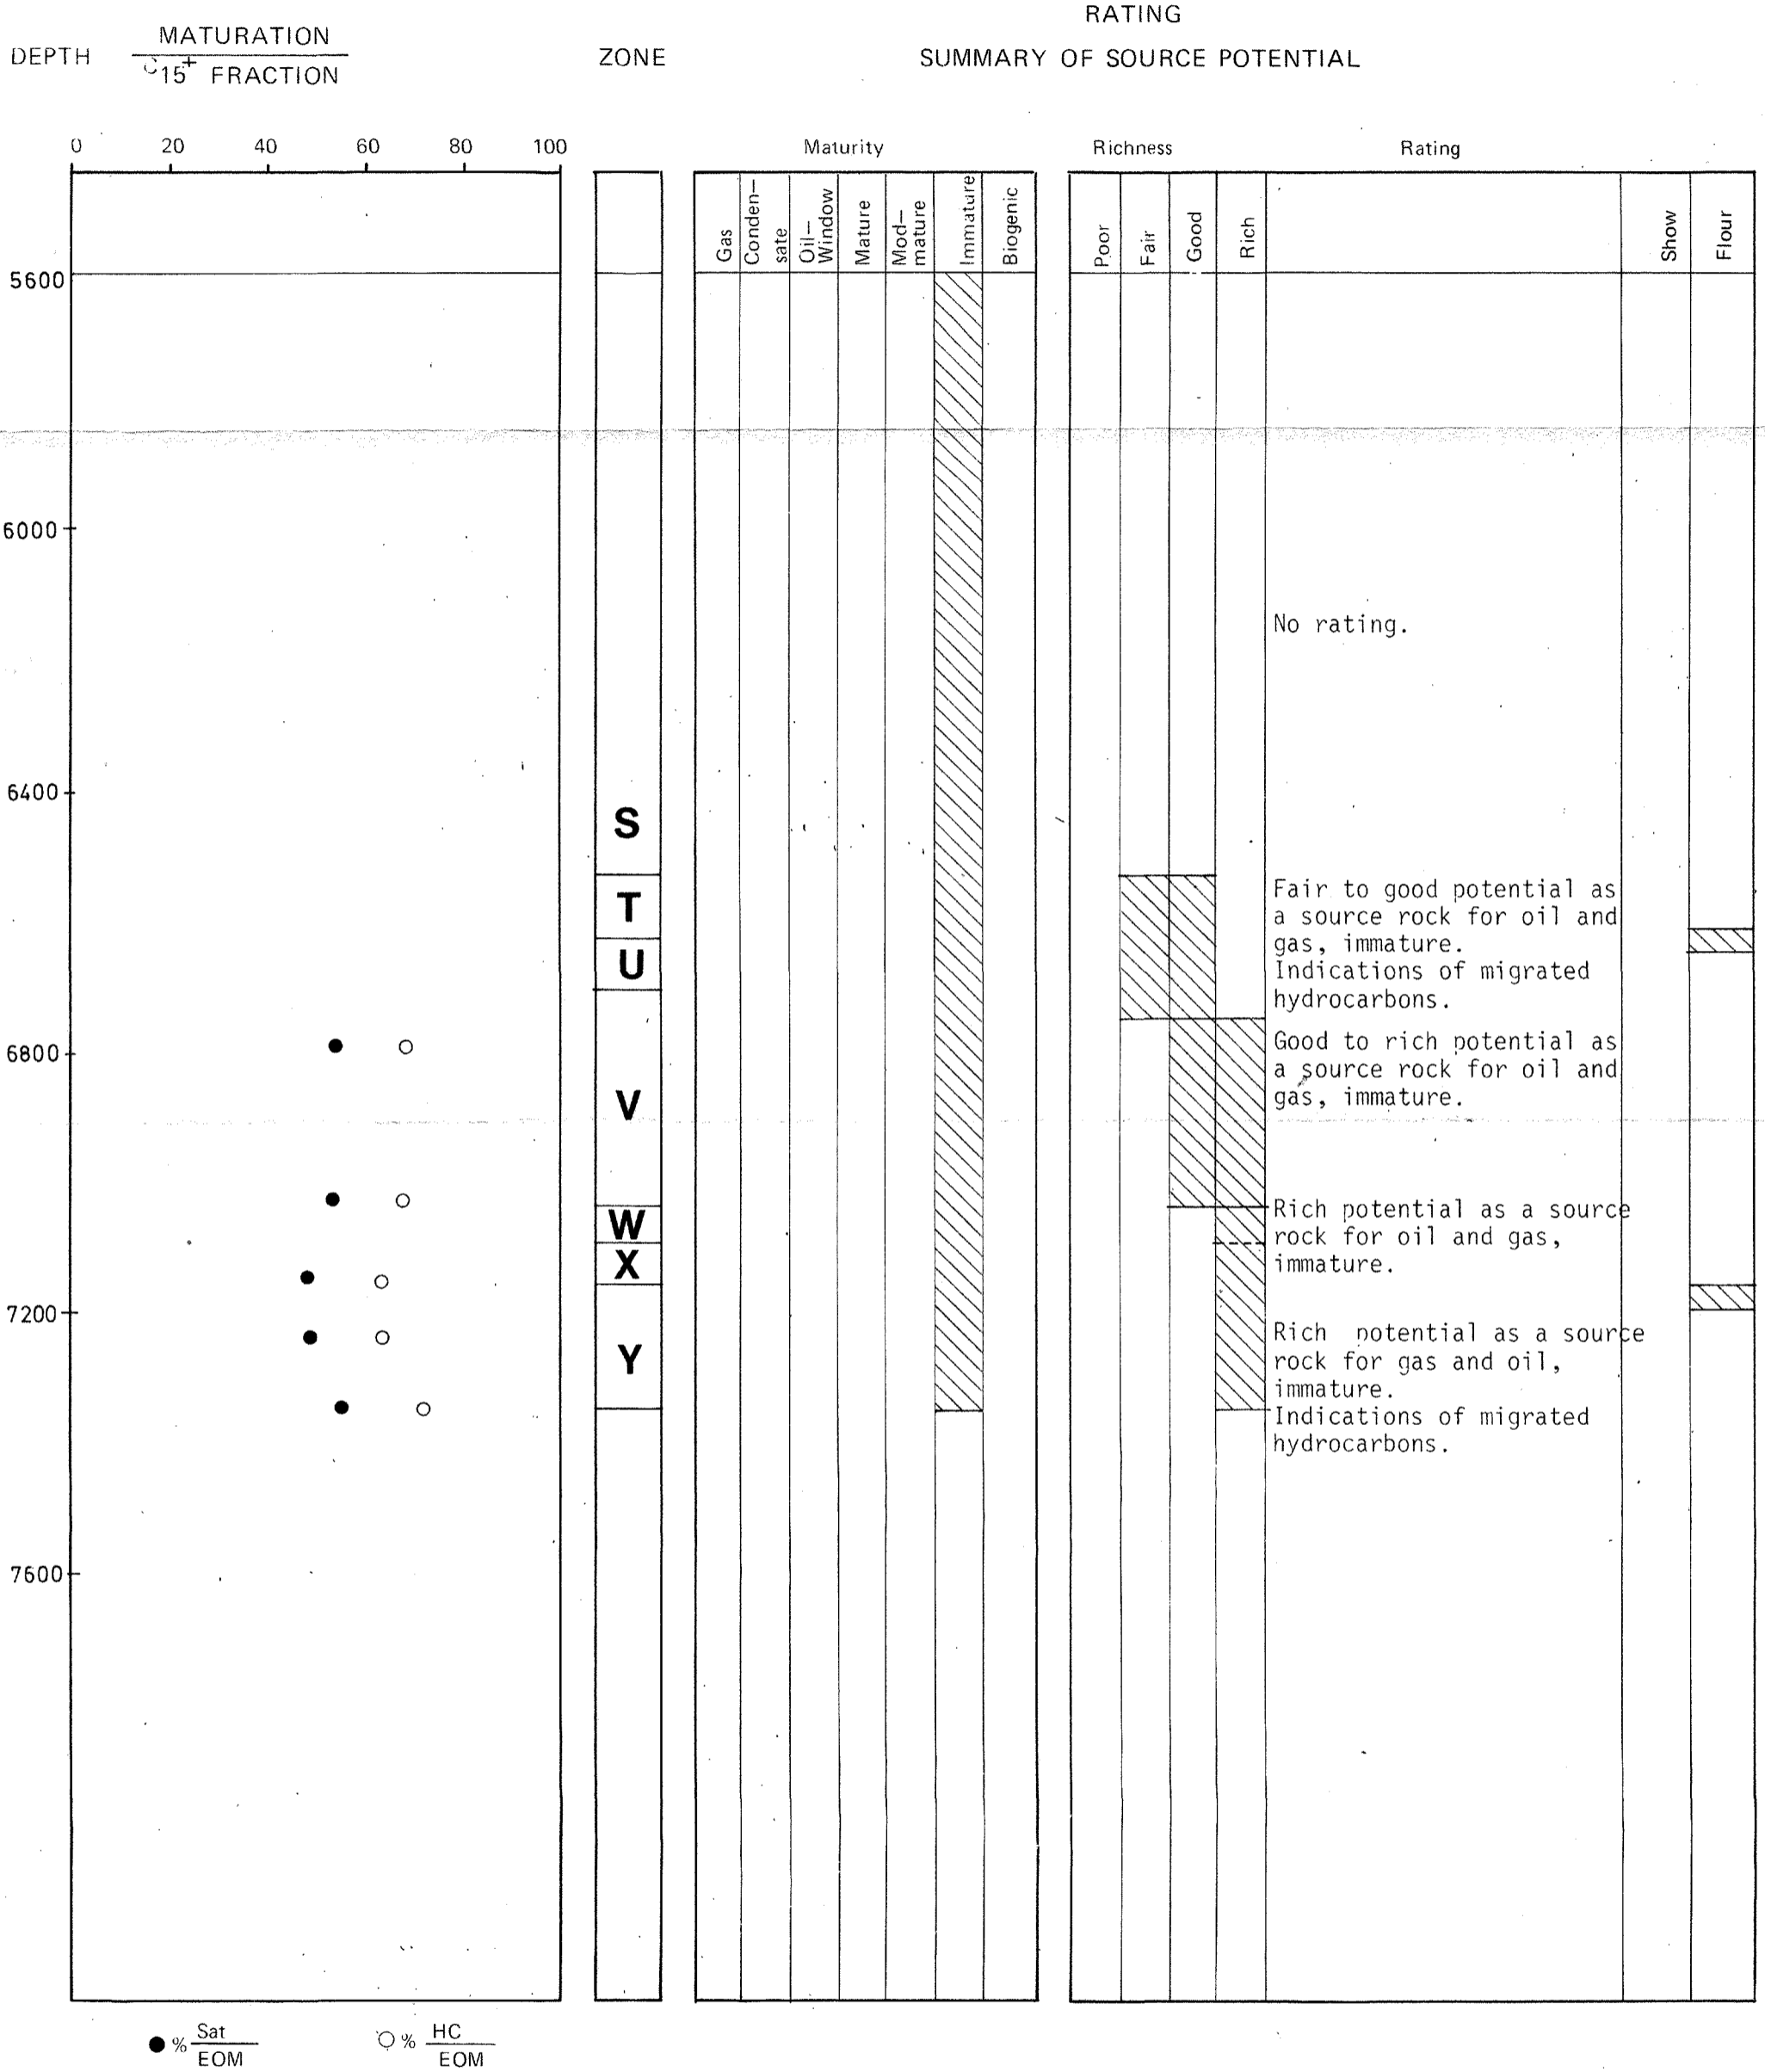 RATING
DEPTH
MATURATION
C15+ FRACTION
ZONE
SUMMARY OF SOURCE POTENTIAL
0 20 40 60 80 100
Maturity
Richness
Rating
Gas
Conden-
sate
Oil-
Window
Mature
Mod-
mature
Immature
Biogenic
Poor
Fair
Good
Rich
Show
Flour
5600
6000
No rating.
6400
S
T
Fair to good potential as
a source rock for oil and
gas, immature.
Indications of migrated
hydrocarbons.
U
6800
V
Good to rich potential as
a source rock for oil and
gas, immature.
W
X
Rich potential as a source
rock for oil and gas,
immature.
7200
Y
Rich potential as a source
rock for gas and oil,
immature.
Indications of migrated
hydrocarbons.
7600
% Sat
EOM
% HC
EOM